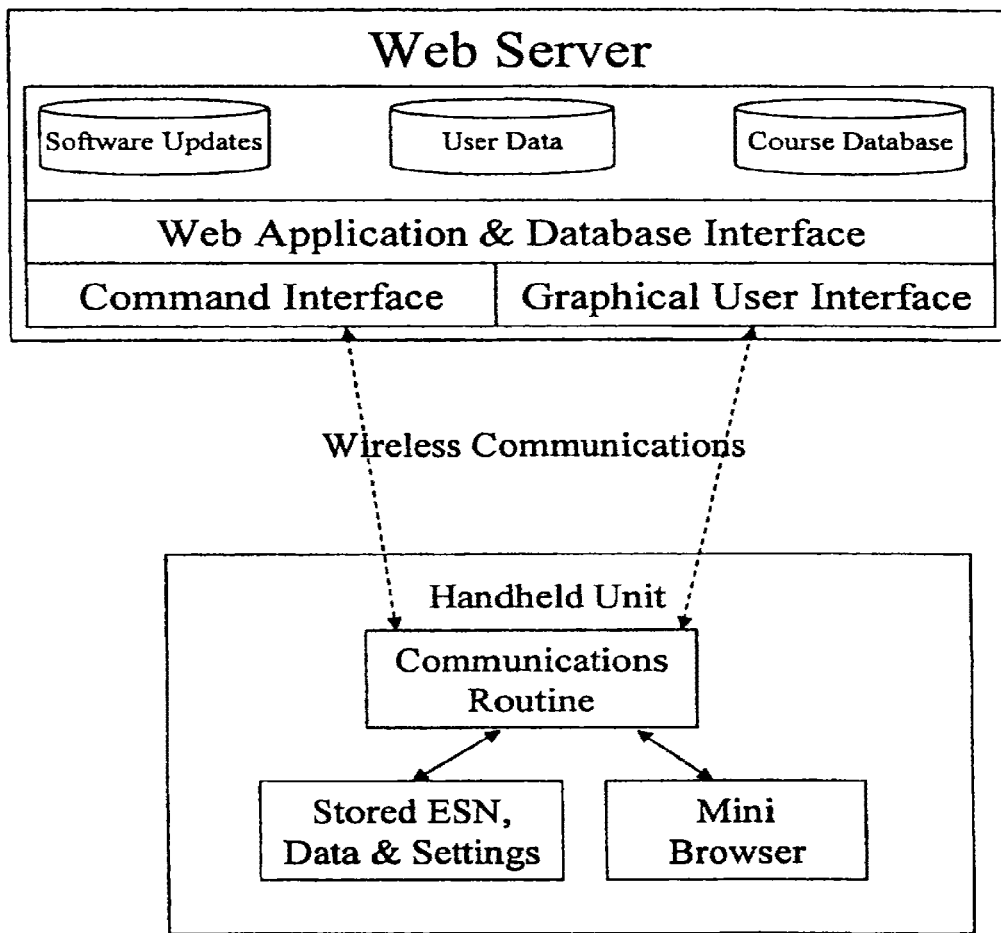 Web Server
Software Updates
User Data
Course Database
Web Application & Database Interface
Command Interface
Graphical User Interface
Wireless Communications
Handheld Unit
Communications
Routine
Stored ESN,
Data & Settings
Mini
Browser